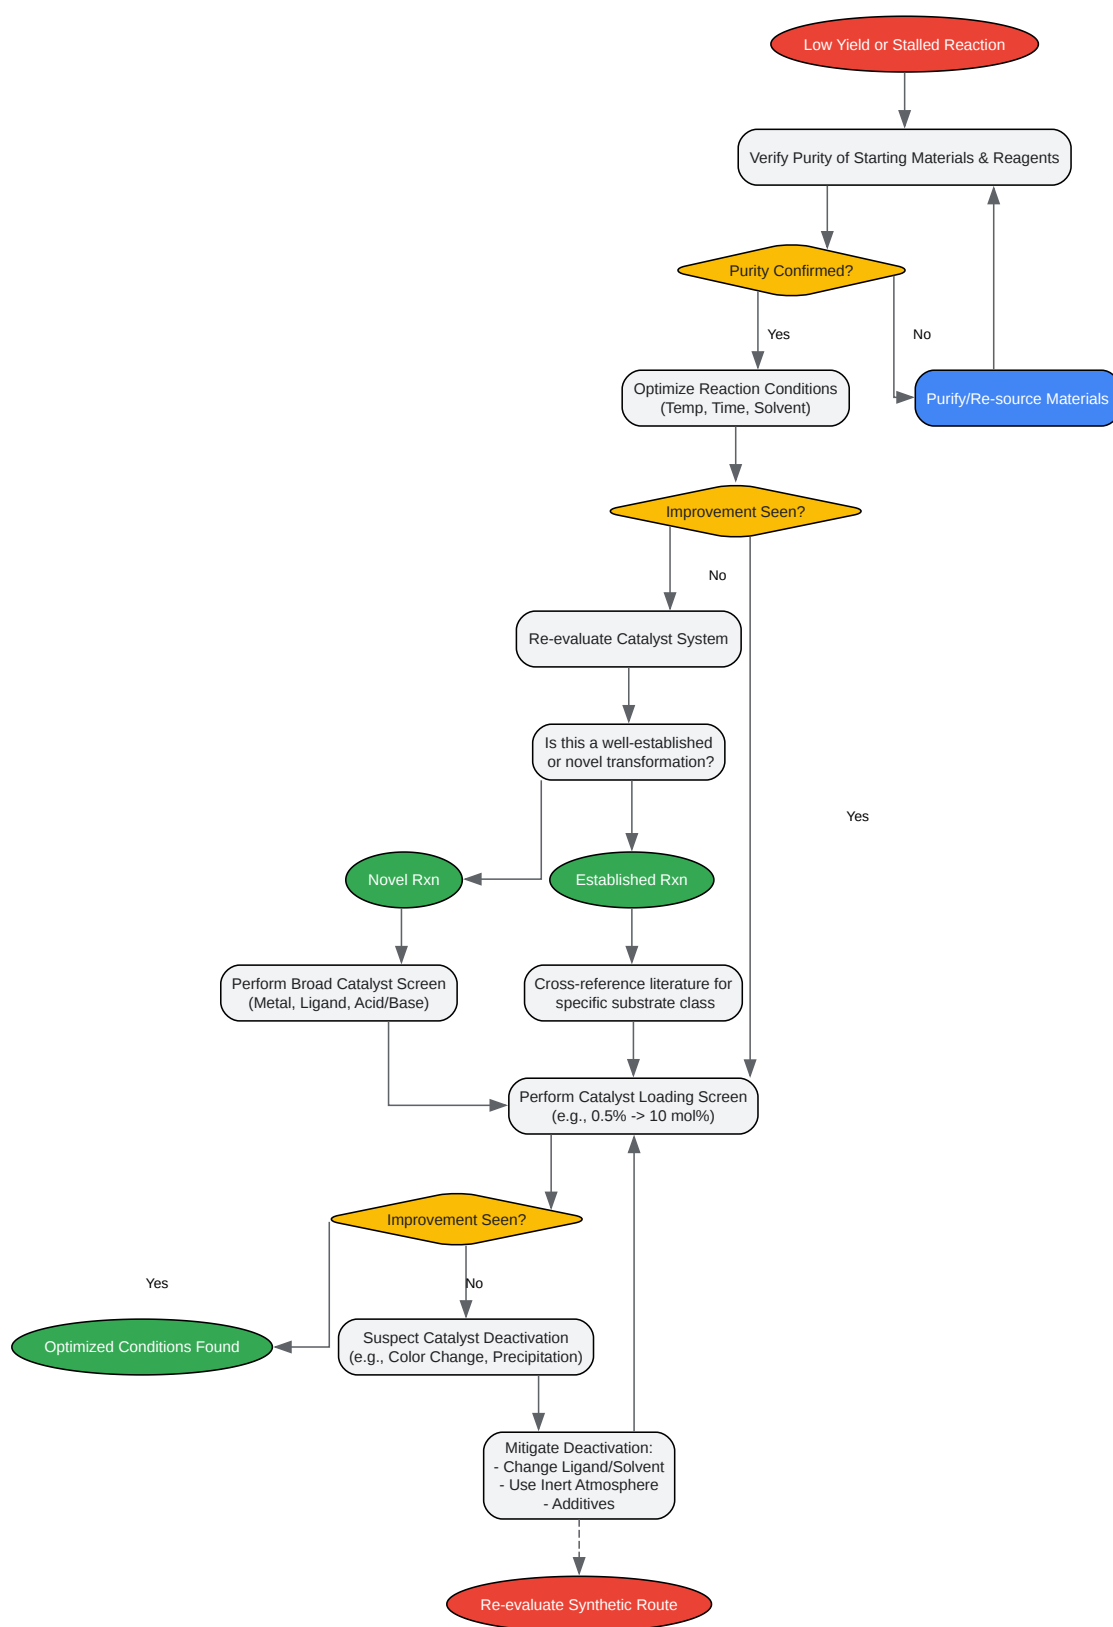 Low Yield or Stalled Reaction
Verify Purity of Starting Materials & Reagents
Purity Confirmed?
Yes
No
Optimize Reaction Conditions
(Temp, Time, Solvent)
Purify/Re-source Materials
Improvement Seen?
No
Re-evaluate Catalyst System
Is this a well-established
or novel transformation?
Yes
Novel Rxn
Established Rxn
Perform Broad Catalyst Screen
(Metal, Ligand, Acid/Base)
Cross-reference literature for
specific substrate class
Perform Catalyst Loading Screen
(e.g., 0.5% -> 10 mol%)
Improvement Seen?
Yes
No
Optimized Conditions Found
Suspect Catalyst Deactivation
(e.g., Color Change, Precipitation)
Mitigate Deactivation:
- Change Ligand/Solvent
- Use Inert Atmosphere
- Additives
Re-evaluate Synthetic Route